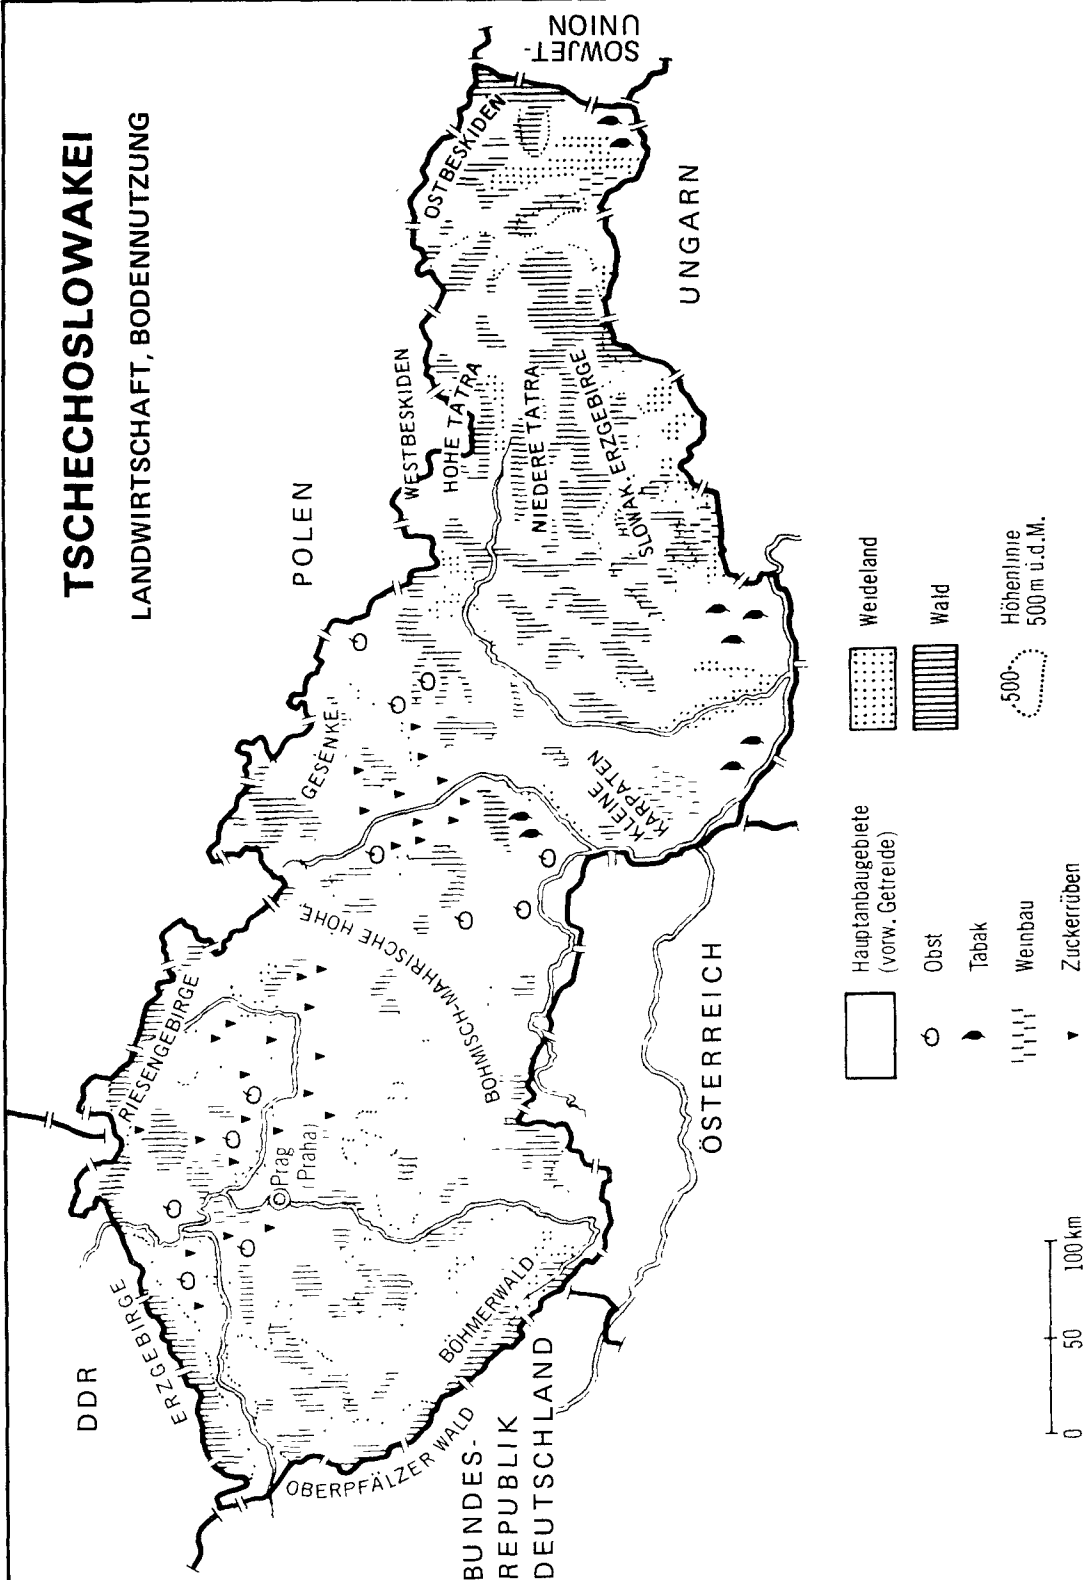 TSCHECHOSLOWAKEI
LANDWIRTSCHAFT, BODENNUTZUNG
DDR
POLEN
SOWJET-
UNION
ERZGEBIRGE
RIESENGEBIRGE
GESENKE
WESTBESKIDEN
HOHE TATRA
OSTBESKIDEN
Prag
(Praha)
BÖHMISCH-MÄHRISCHE HÖHE
NIEDERE TATRA
SLOWAK. ERZGEBIRGE
OBERPFÄLZER WALD
BÖHMERWALD
KLEINE
KARPATEN
BUNDES-
REPUBLIK
DEUTSCHLAND
ÖSTERREICH
UNGARN
Hauptanbaugebiete
(vorw. Getreide)
Obst
Tabak
Weinbau
Zuckerrüben
Weideland
Wald
500
Höhenlinie
500 m ü.d.M.
0 50 100 km